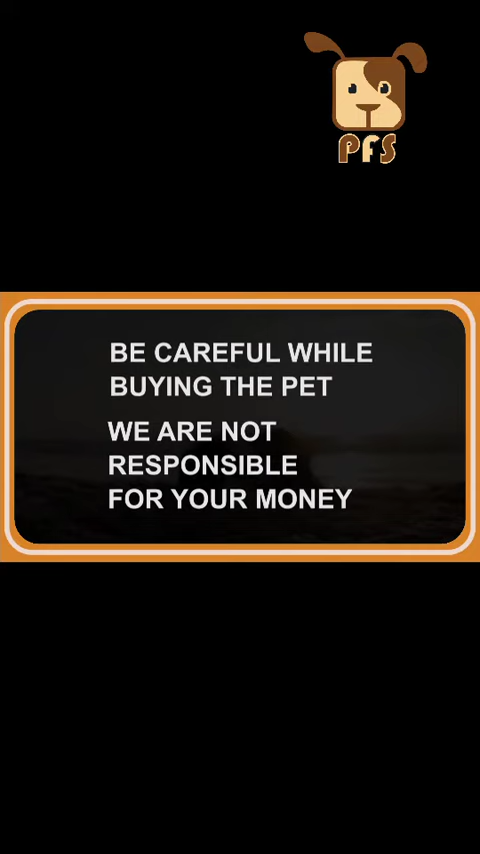 PFS
BE CAREFUL WHILE
BUYING THE PET
WE ARE NOT
RESPONSIBLE
FOR YOUR MONEY